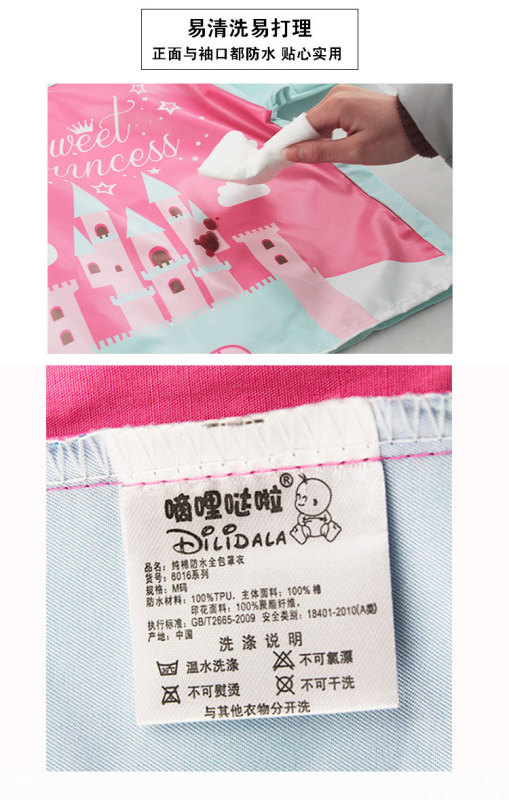 易清洗易打理
正面与袖口都防水 贴心实用
Sweet
princess
嘀哩哒啦®
DiLiDALA
品名：纯棉防水全包罩衣
货号：8016系列
规格：M码
防水材料：100%TPU，主体面料：100% 棉
印花面料：100%聚酯纤维，
执行标准：GB/T2665-2009 安全类别：18401-2010(A类)
产地：中国
洗 涤 说 明
温水洗涤 不可氯漂
不可熨烫 不可干洗
与其他衣物分开洗